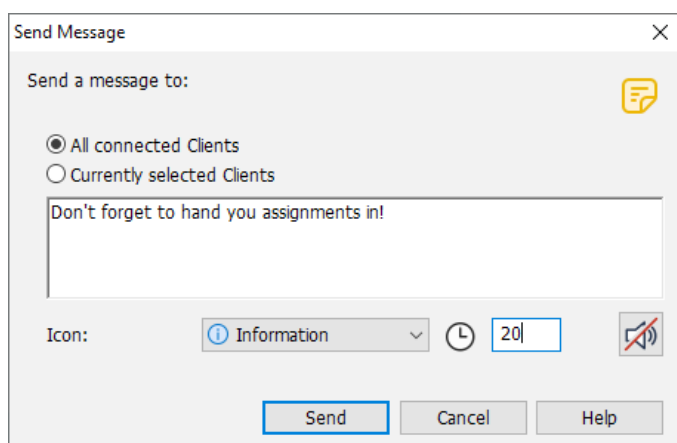 Send Message
Send a message to:
All connected Clients
Currently selected Clients
Don't forget to hand you assignments in!
Icon: Information 20
Send Cancel Help